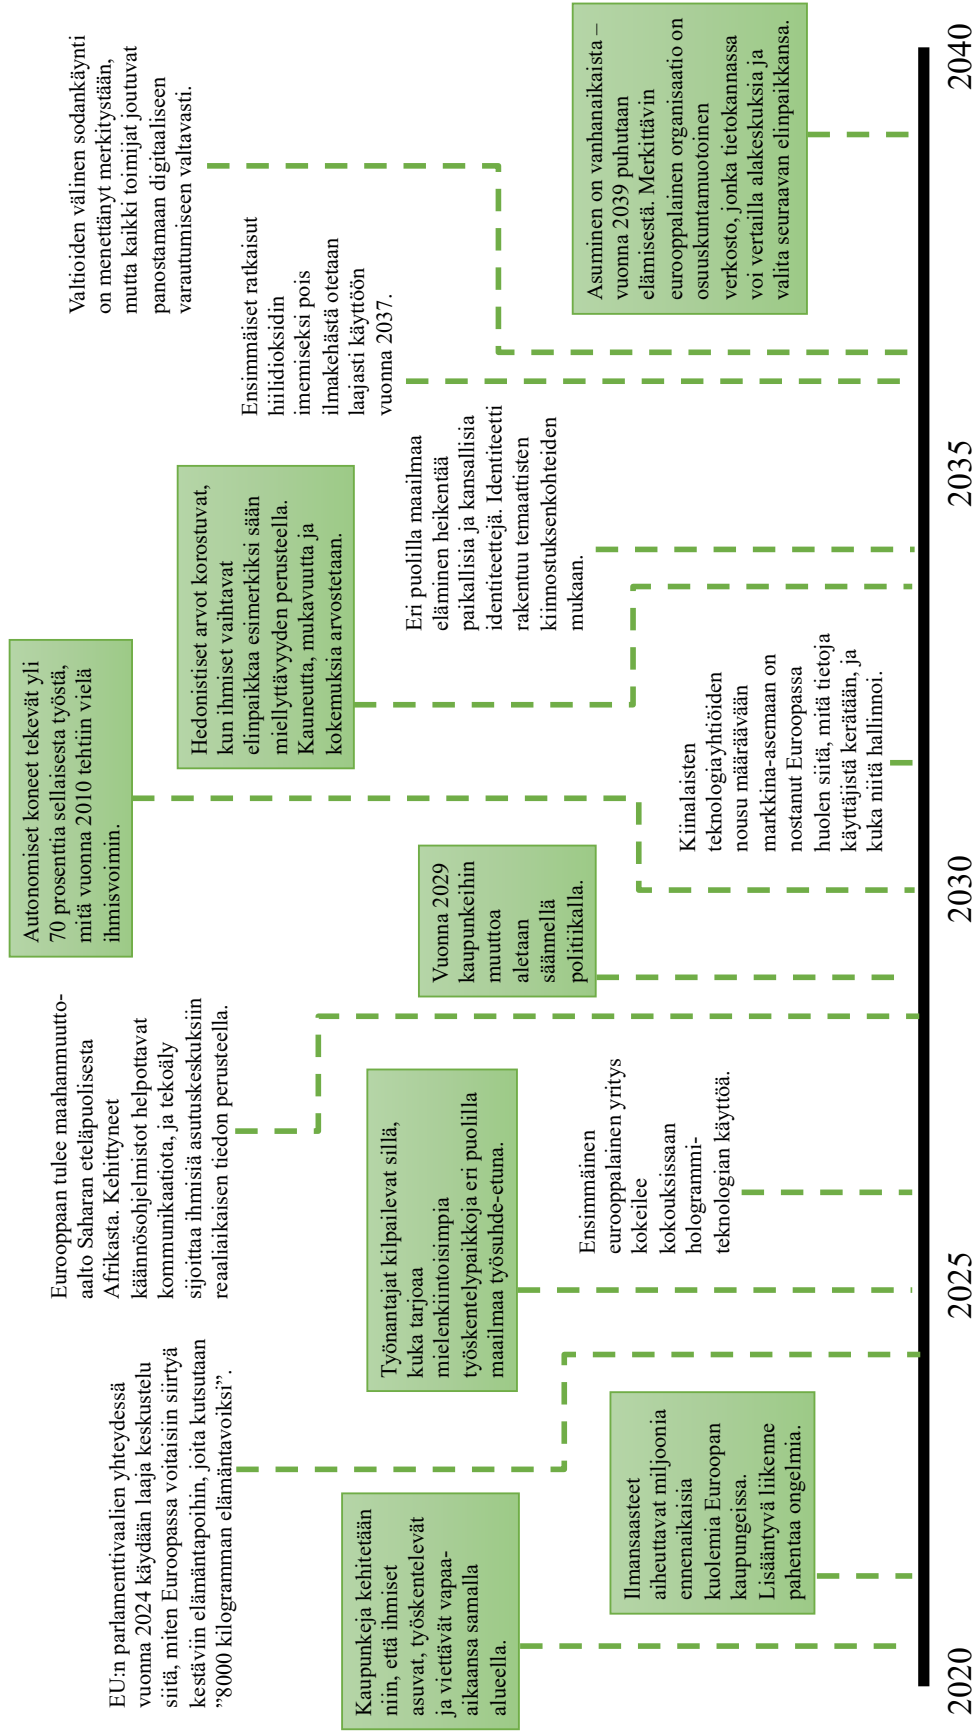 EU:n parlamenttivaalien yhteydessä
vuonna 2024 käydään laaja keskustelu
siitä, miten Euroopassa voitaisiin siirtyä
kestäviin elämäntapoihin, joita kutsutaan
”8000 kilogramman elämäntavoiksi”.
Kaupunkeja kehitetään
niin, että ihmiset
asuvat, työskentelevät
ja viettävät vapaa-
aikaansa samalla
alueella.
Ilmansaasteet
aiheuttavat miljoonia
ennenaikaisia
kuolemia Euroopan
kaupungeissa.
Lisääntyvä liikenne
pahentaa ongelmia.
Eurooppaan tulee maahanmuutto-
aalto Saharan eteläpuolisesta
Afrikasta. Kehittyneet
käännösohjelmistot helpottavat
kommunikaatiota, ja tekoäly
sijoittaa ihmisiä asutuskeskuksiin
reaaliaikaisen tiedon perusteella.
Työnantajat kilpailevat sillä,
kuka tarjoaa
mielenkiintoisimpia
työskentelypaikkoja eri puolilla
maailmaa työsuhde-etuna.
Ensimmäinen
eurooppalainen yritys
kokeilee
kokouksissaan
hologrammi-
teknologian käyttöä.
Autonomiset koneet tekevät yli
70 prosenttia sellaisesta työstä,
mitä vuonna 2010 tehtiin vielä
ihmisvoimin.
Vuonna 2029
kaupunkeihin
muuttoa
aletaan
säännellä
politiikalla.
Hedonistiset arvot korostuvat,
kun ihmiset vaihtavat
elinpaikkaa esimerkiksi sään
miellyttävyyden perusteella.
Kauneutta, mukavuutta ja
kokemuksia arvostetaan.
Kiinalaisten
teknologiayhtiöiden
nousu määräävään
markkina-asemaan on
nostanut Euroopassa
huolen siitä, mitä tietoja
käyttäjistä kerätään, ja
kuka niitä hallinnoi.
Eri puolilla maailmaa
eläminen heikentää
paikallisia ja kansallisia
identiteettejä. Identiteetti
rakentuu temaattisten
kiinnostuksenkohteiden
mukaan.
Ensimmäiset ratkaisut
hiilidioksidin
imemiseksi pois
ilmakehästä otetaan
laajasti käyttöön
vuonna 2037.
Valtioiden välinen sodankäynti
on menettänyt merkitystään,
mutta kaikki toimijat joutuvat
panostamaan digitaaliseen
varautumiseen valtavasti.
Asuminen on vanhanaikaista –
vuonna 2039 puhutaan
elämisestä. Merkittävin
eurooppalainen organisaatio on
osuuskuntamuotoinen
verkosto, jonka tietokannassa
voi vertailla alakeskuksia ja
valita seuraavan elinpaikkansa.
2020
2025
2030
2035
2040